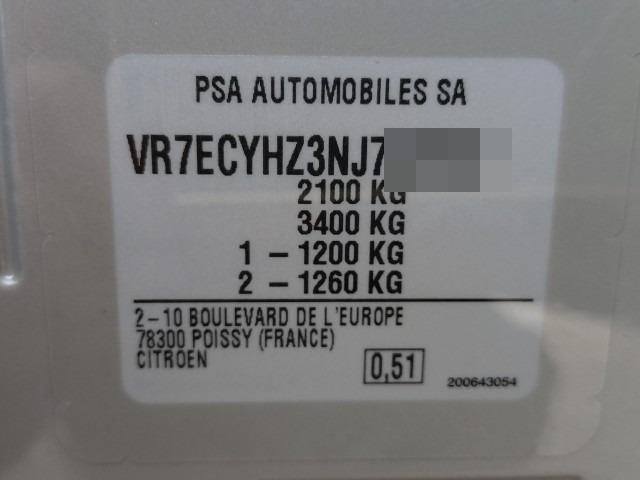 PSA AUTOMOBILES SA
VR7ECYHZ3NJ7
2100 KG
3400 KG
1 - 1200 KG
2 - 1260 KG
2-10 BOULEVARD DE L'EUROPE
78300 POISSY (FRANCE)
CITROEN
0,51
200643054